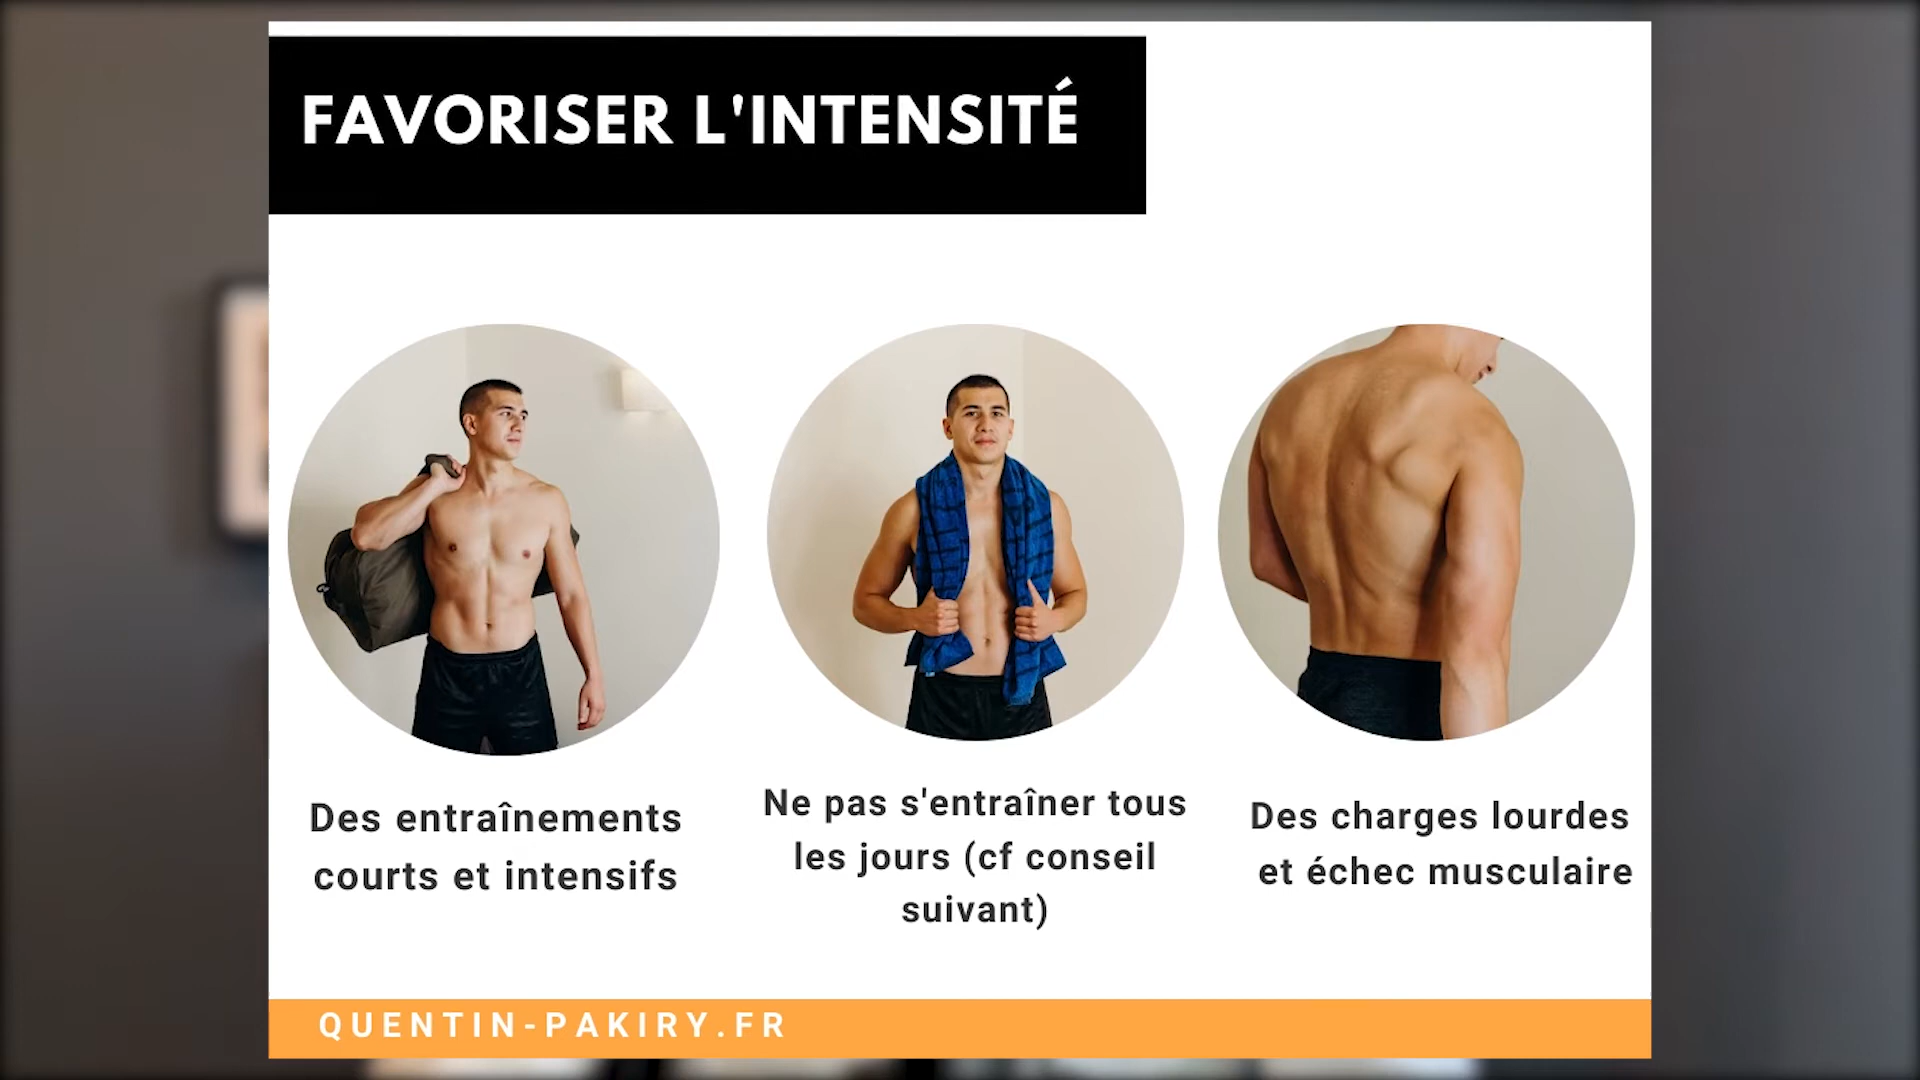 FAVORISER L'INTENSITÉ
Des entraînements
courts et intensifs
Ne pas s'entraîner tous
les jours (cf conseil
suivant)
Des charges lourdes
et échec musculaire
QUENTIN-PAKIRY.FR